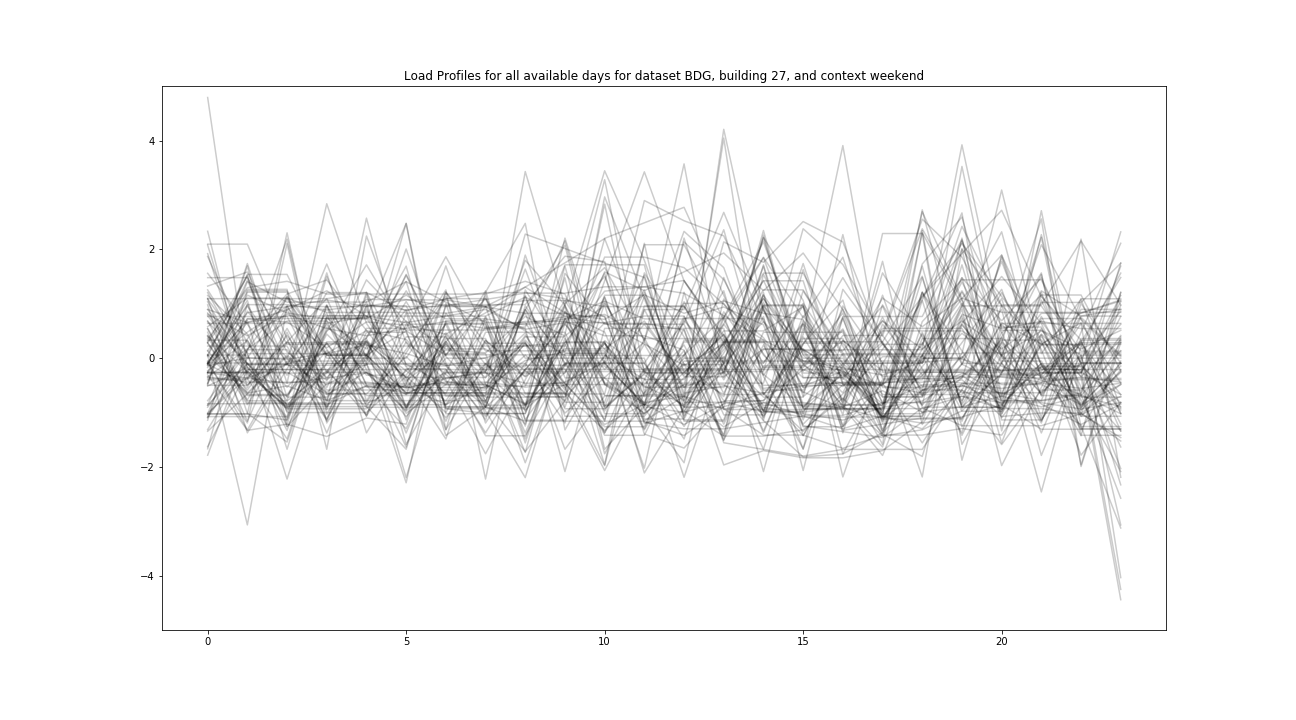 Load Profiles for all available days for dataset BDG, building 27, and context weekend
4
2
0
−2
−4
0 5 10 15 20